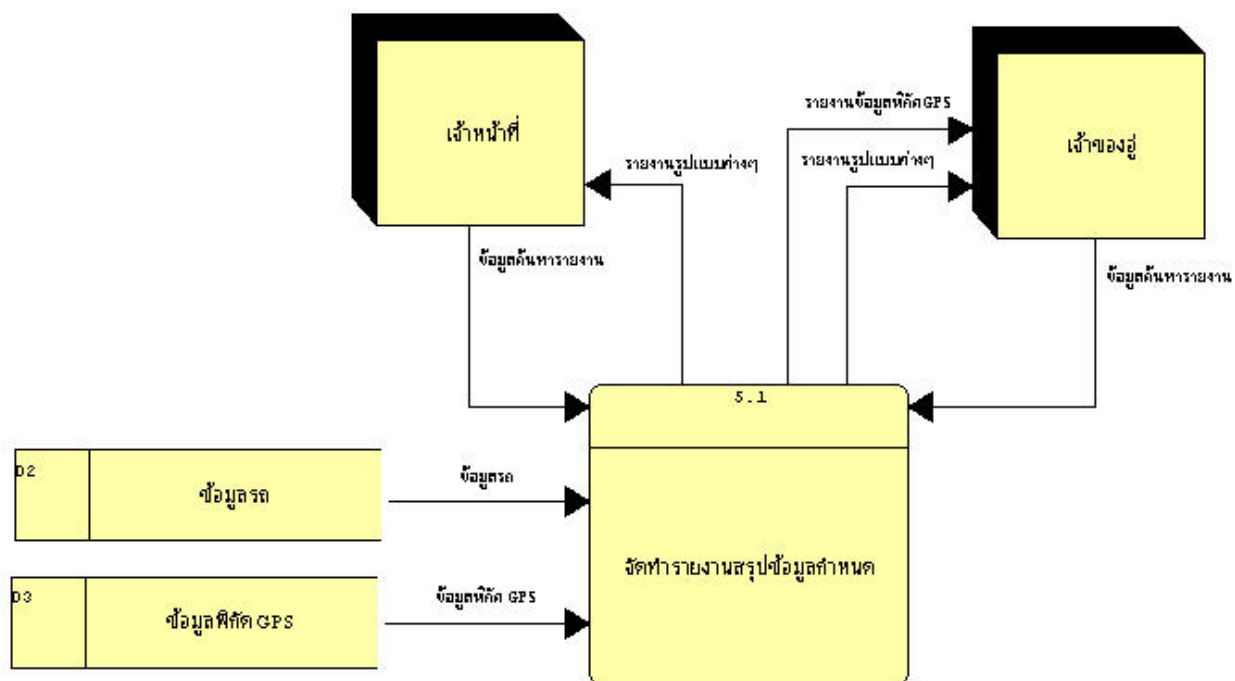 เจ้าหน้าที่
รายงานข้อมูลพิกัด GPS
เจ้าของอู่
รายงานรูปแบบต่างๆ
รายงานรูปแบบต่างๆ
ข้อมูลค้นหารายงาน
ข้อมูลค้นหารายงาน
5.1
D2
ข้อมูลรถ
ข้อมูลรถ
จัดทำรายงานสรุปข้อมูลกำหนด
D3
ข้อมูลพิกัด GPS
ข้อมูลพิกัด GPS